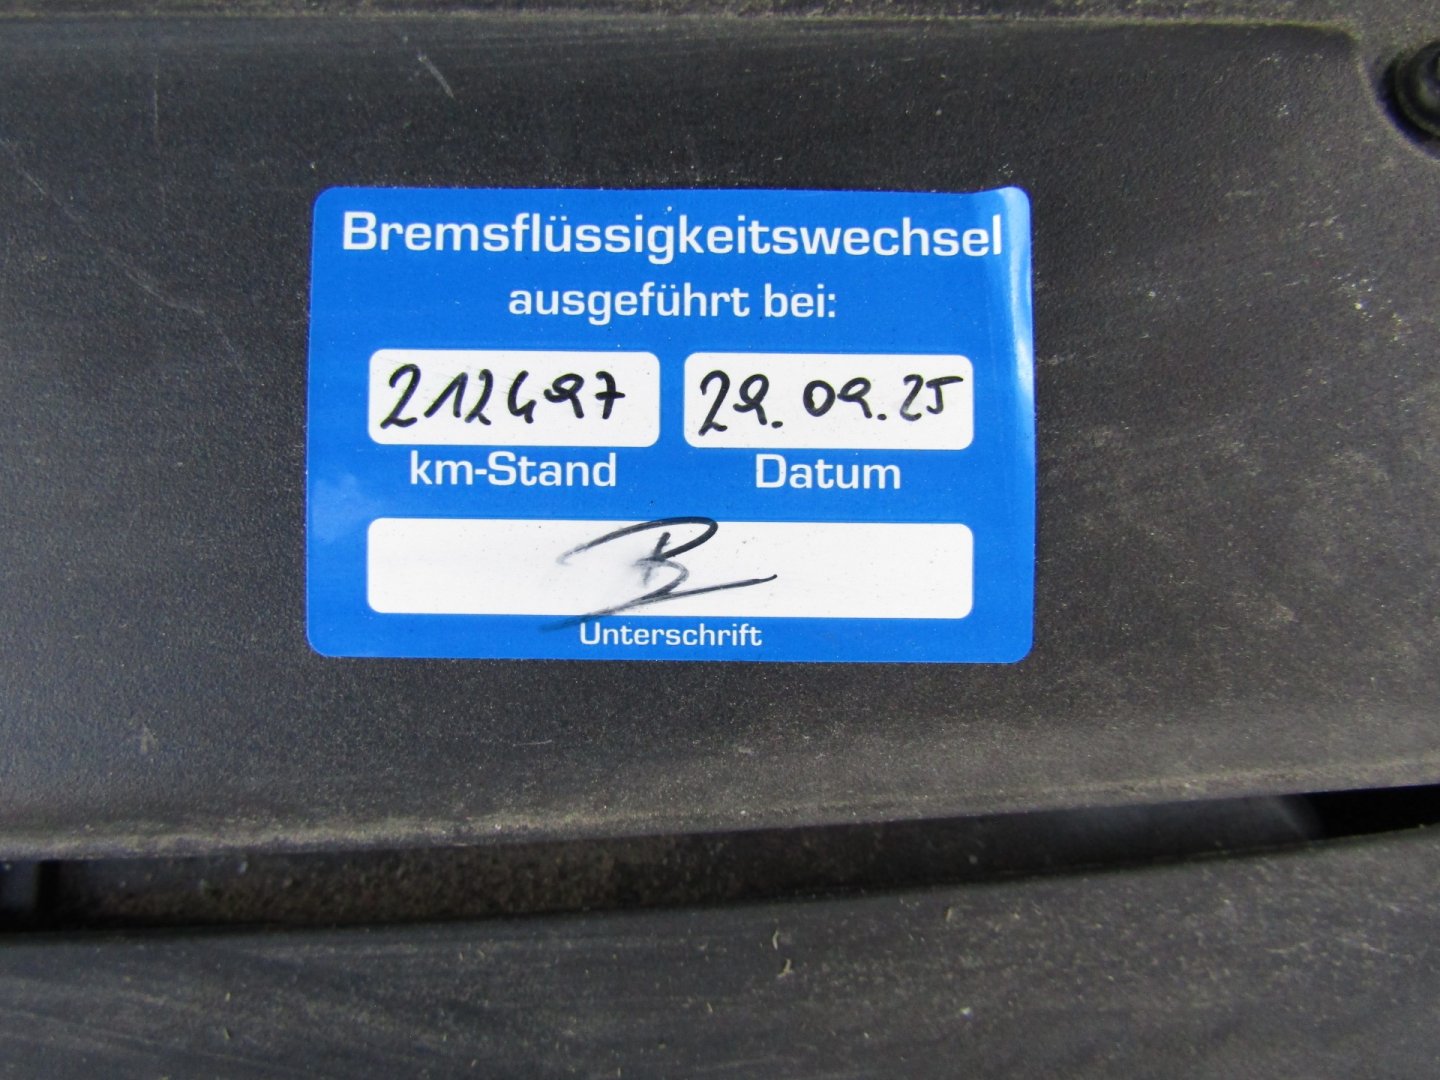 Bremsflüssigkeitswechsel
ausgeführt bei:
212497 29.09.25
km-Stand Datum
Unterschrift